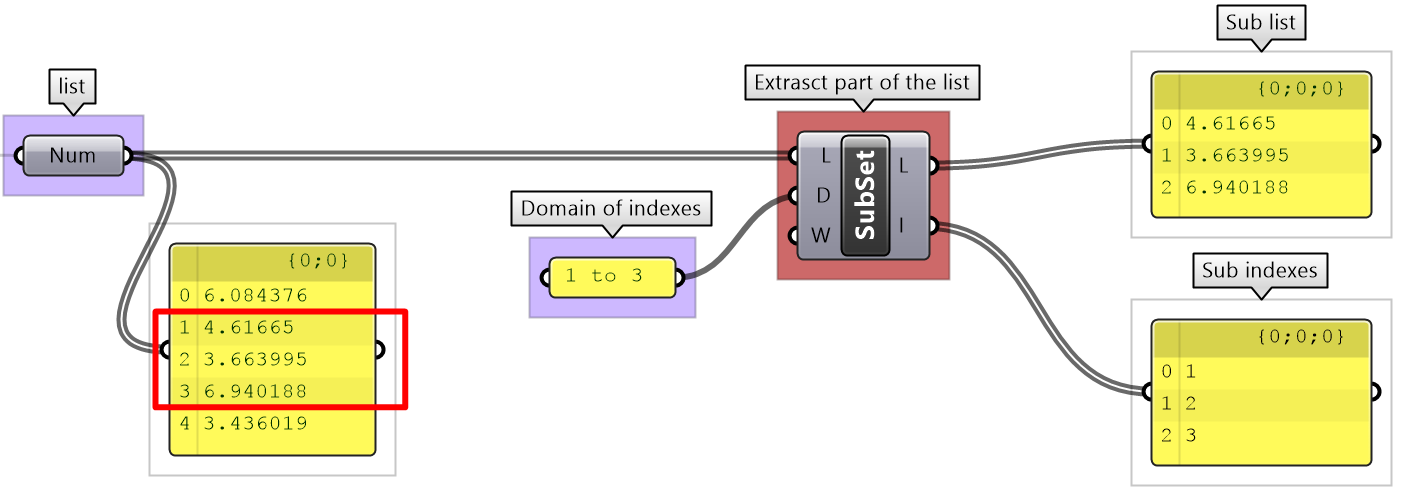 list
Num
{0;0}
0 6.084376
1 4.61665
2 3.663995
3 6.940188
4 3.436019
Domain of indexes
1 to 3
Extrasct part of the list
L
D
W
SubSet
L
I
Sub list
{0;0;0}
0 4.61665
1 3.663995
2 6.940188
Sub indexes
{0;0;0}
0 1
1 2
2 3